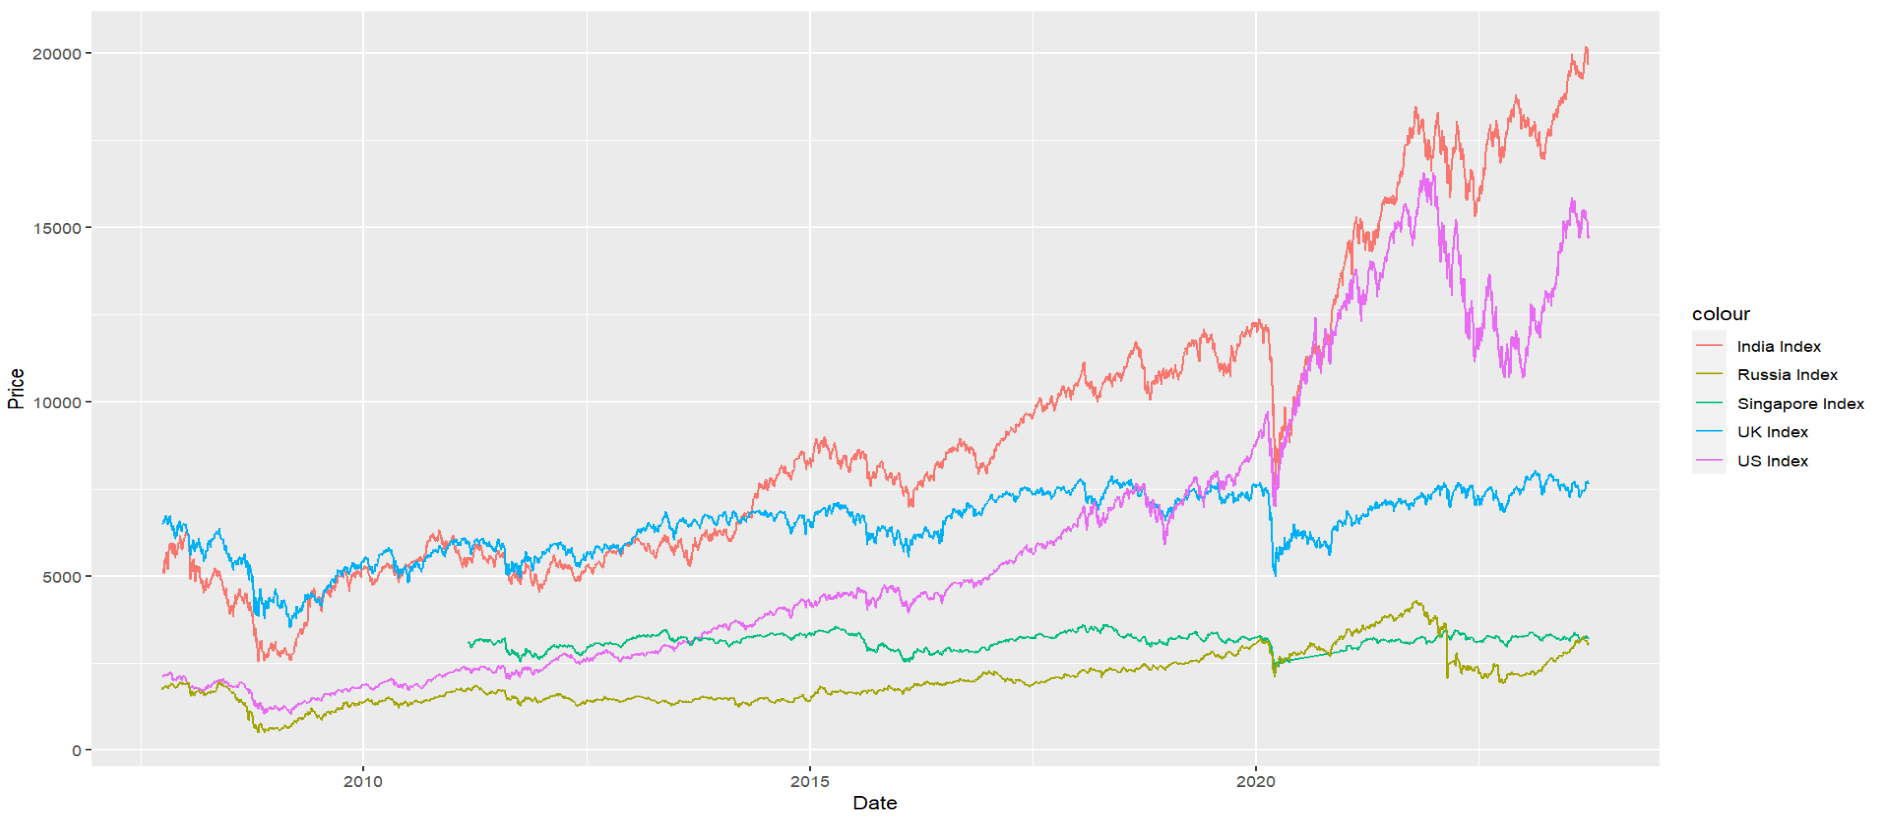 20000
15000
10000
5000
0
Price
2010
2015
2020
Date
colour
India Index
Russia Index
Singapore Index
UK Index
US Index